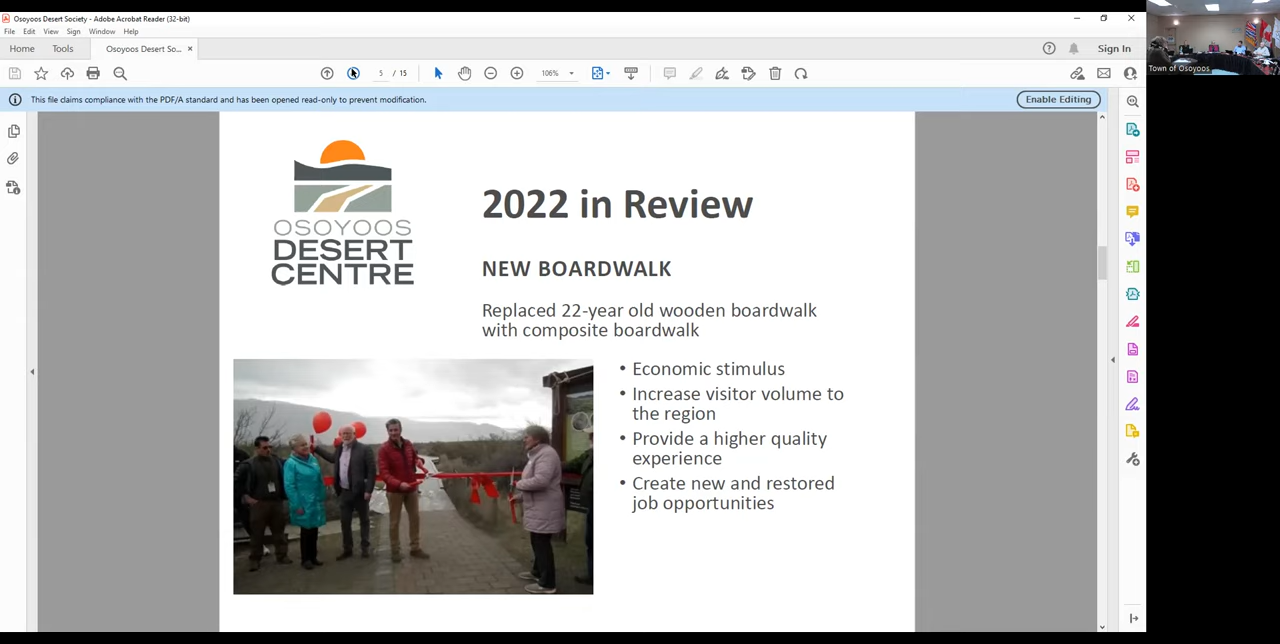 Osoyoos Desert Society - Adobe Acrobat Reader (32-bit)
File Edit View Sign Window Help
Home Tools Osoyoos Desert So... × Sign In
5 / 15 106%
This file claims compliance with the PDF/A standard and has been opened read-only to prevent modification. Enable Editing
Town of Osoyoos
OSOYOOS
DESERT
CENTRE
2022 in Review
NEW BOARDWALK
Replaced 22-year old wooden boardwalk
with composite boardwalk
• Economic stimulus
• Increase visitor volume to
the region
• Provide a higher quality
experience
• Create new and restored
job opportunities